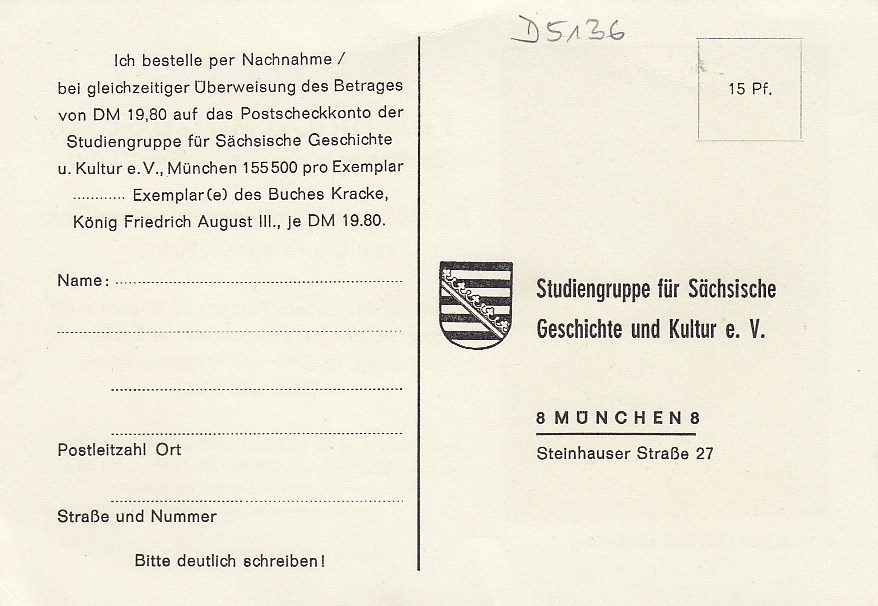 Ich bestelle per Nachnahme /
bei gleichzeitiger Überweisung des Betrages
von DM 19,80 auf das Postscheckkonto der
Studiengruppe für Sächsische Geschichte
u. Kultur e. V., München 155 500 pro Exemplar
............ Exemplar(e) des Buches Kracke,
König Friedrich August III., je DM 19.80.
Name:
Postleitzahl Ort
Straße und Nummer
Bitte deutlich schreiben!
D5136
15 Pf.
Studiengruppe für Sächsische
Geschichte und Kultur e. V.
8 MÜNCHEN 8
Steinhauser Straße 27